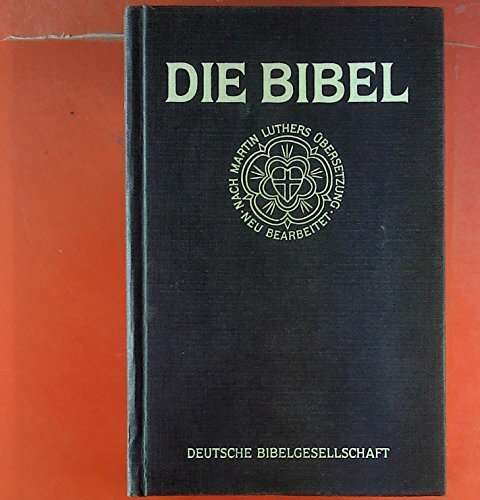 DIE BIBEL
NACH MARTIN LUTHERS ÜBERSETZUNG
· NEU BEARBEITET ·
DEUTSCHE BIBELGESELLSCHAFT